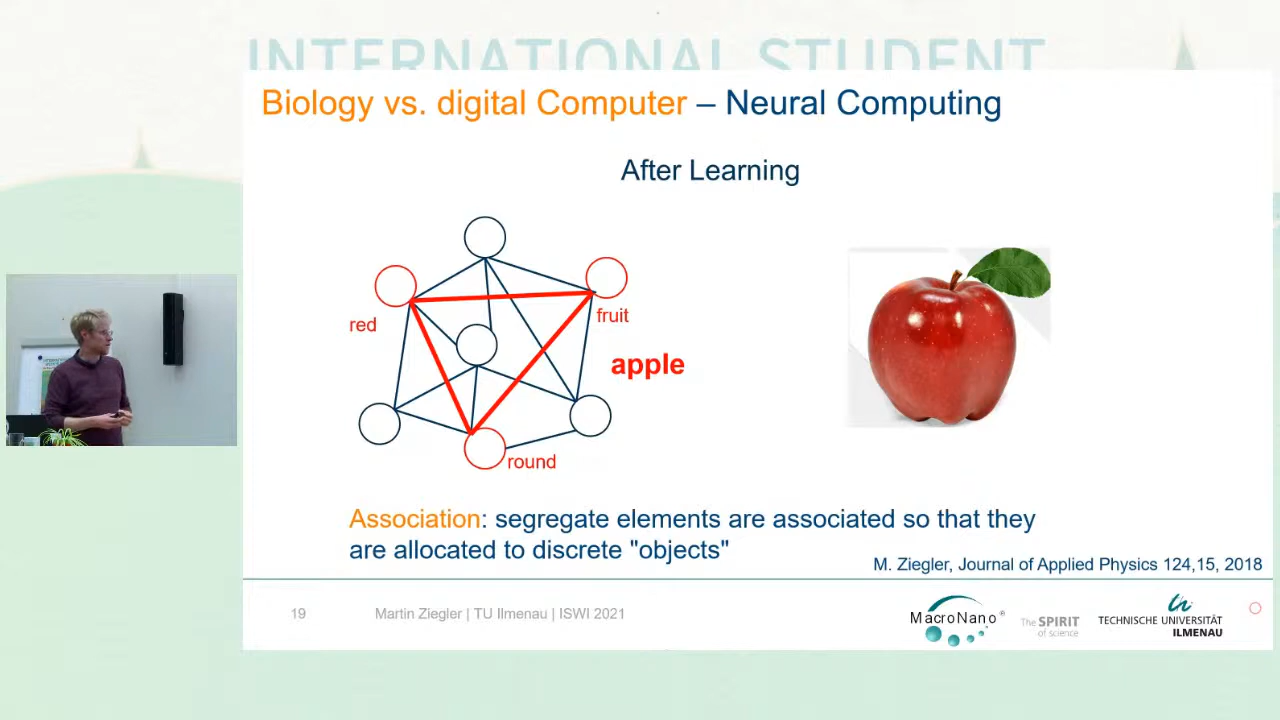 INTERNATIONAL STUDENT
Biology vs. digital Computer – Neural Computing
After Learning
red
fruit
apple
round
Association: segregate elements are associated so that they
are allocated to discrete "objects"
M. Ziegler, Journal of Applied Physics 124,15, 2018
19
Martin Ziegler | TU Ilmenau | ISWI 2021
MacroNano®
The SPIRIT
of science
TECHNISCHE UNIVERSITÄT
ILMENAU